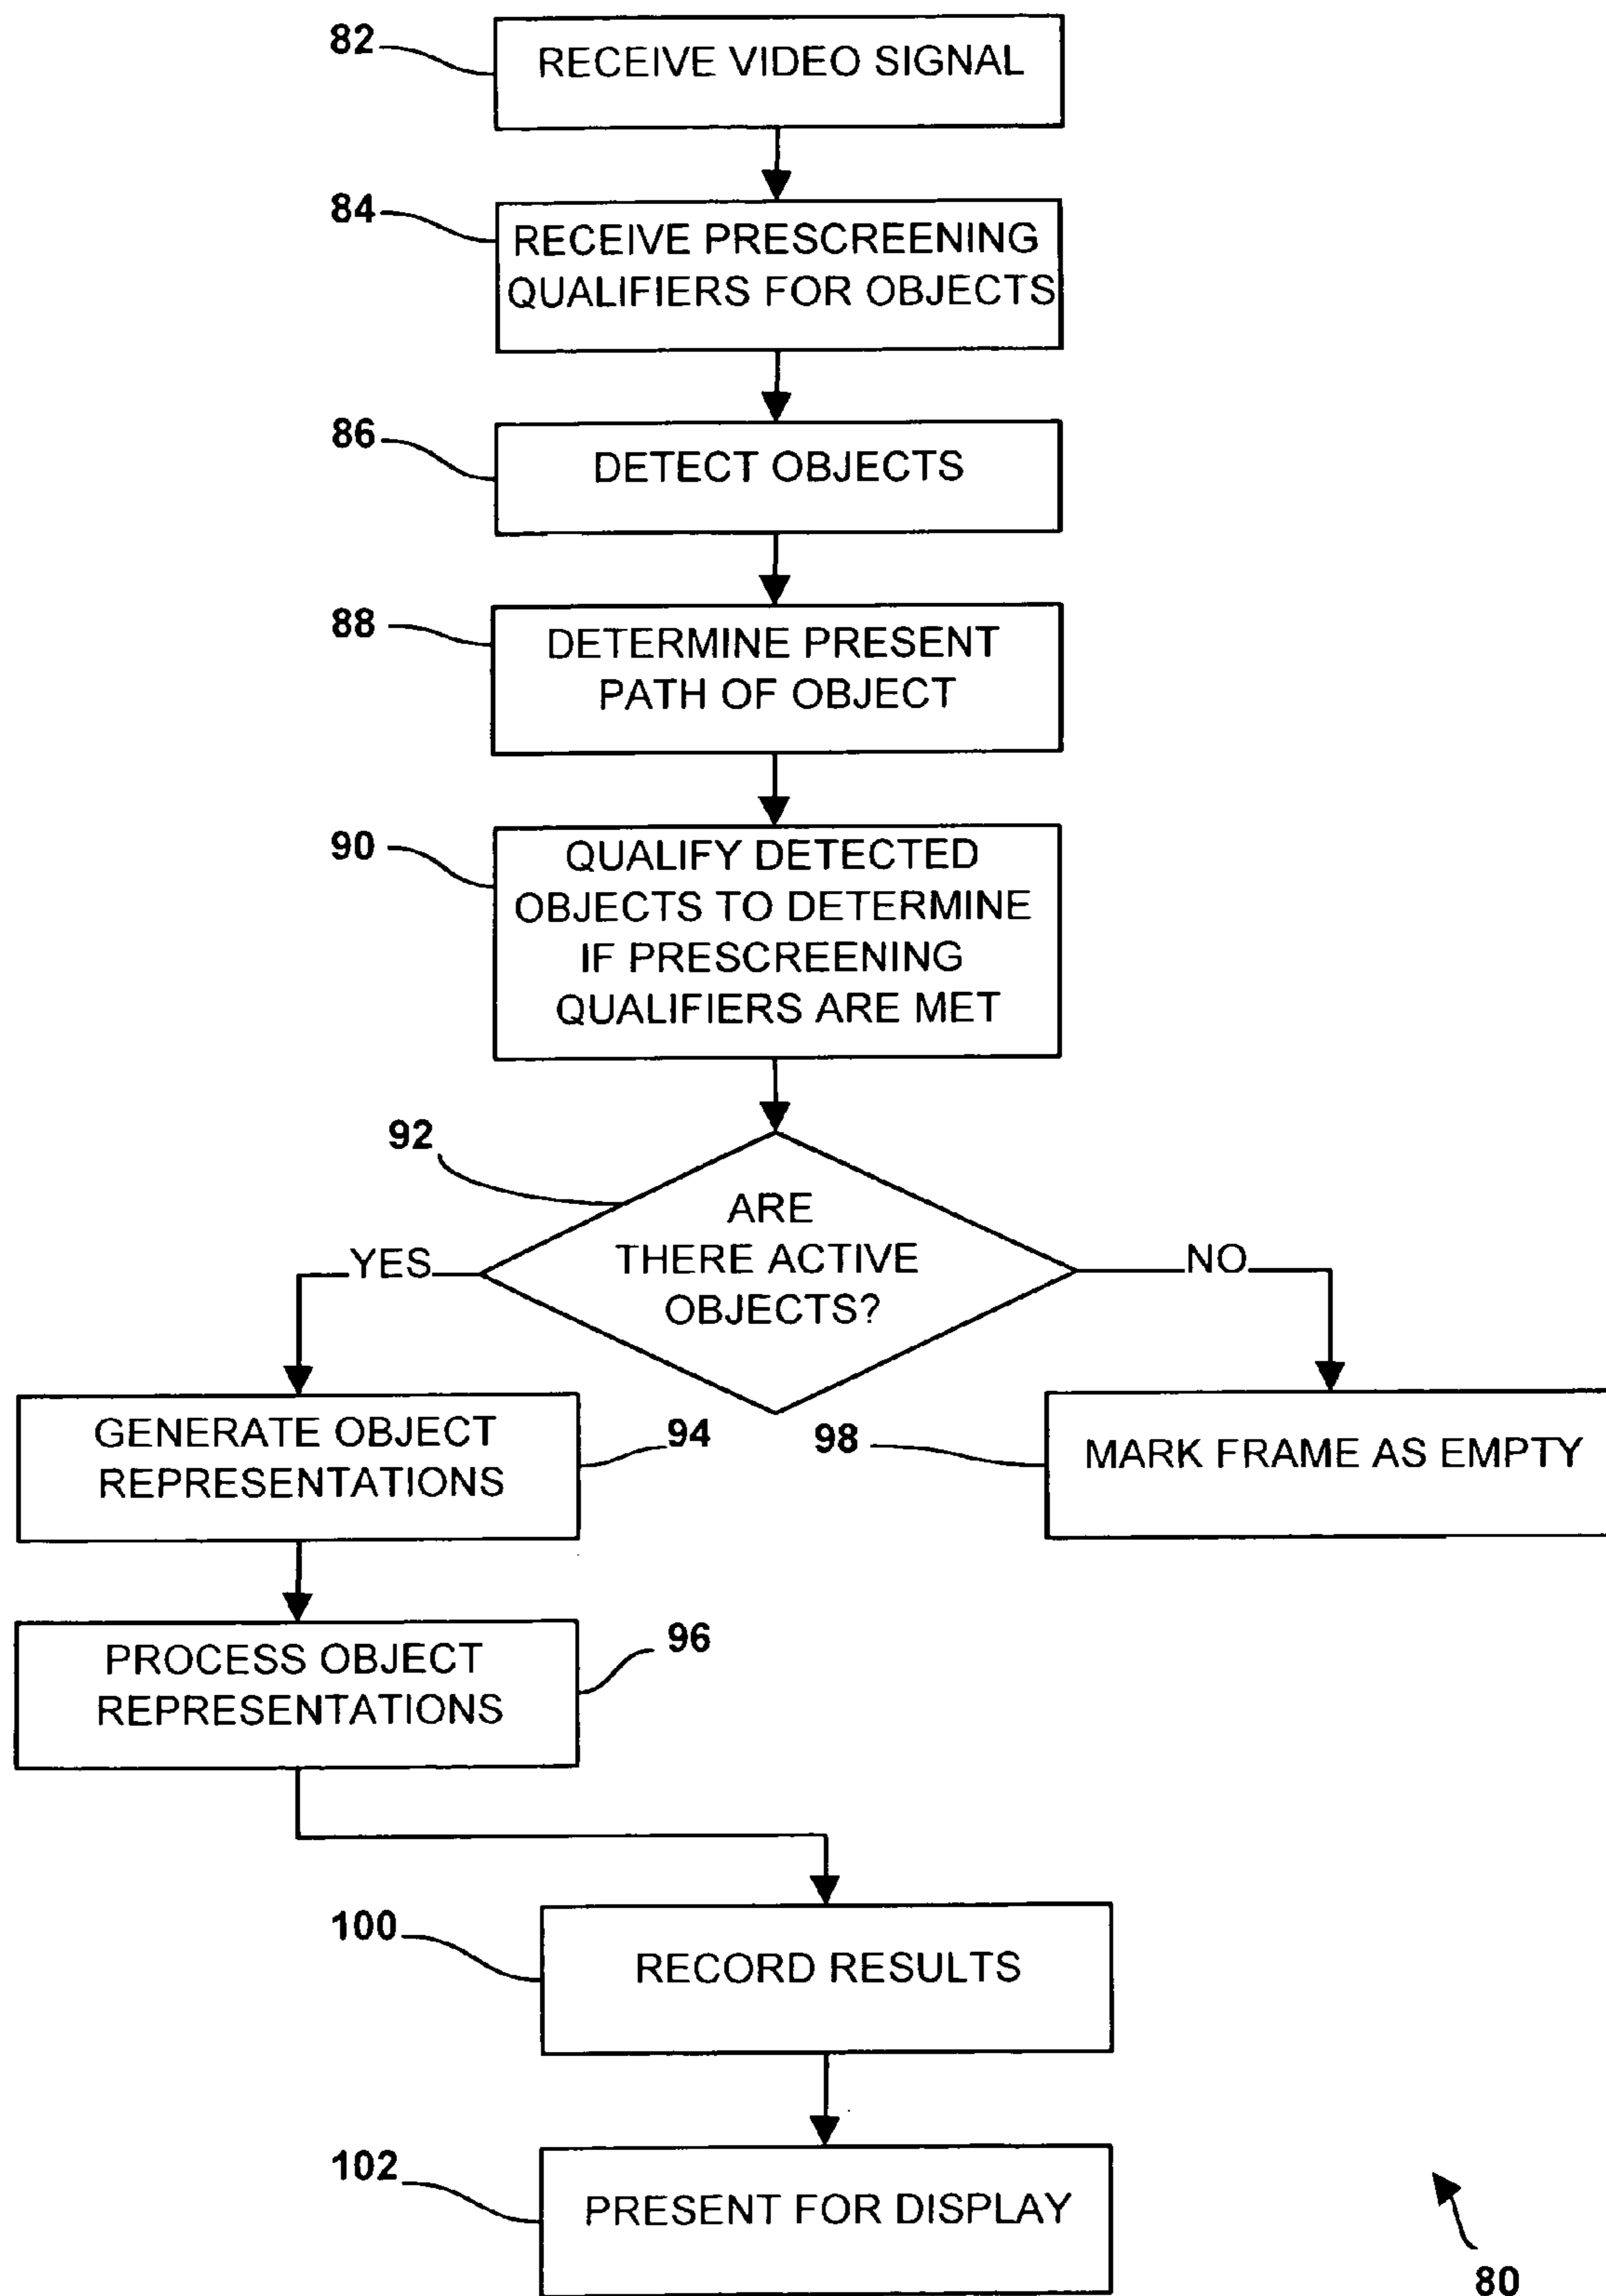 82
RECEIVE VIDEO SIGNAL
84
RECEIVE PRESCREENING
QUALIFIERS FOR OBJECTS
86
DETECT OBJECTS
88
DETERMINE PRESENT
PATH OF OBJECT
90
QUALIFY DETECTED
OBJECTS TO DETERMINE
IF PRESCREENING
QUALIFIERS ARE MET
92
ARE
THERE ACTIVE
OBJECTS?
YES
NO
GENERATE OBJECT
REPRESENTATIONS
94
98
MARK FRAME AS EMPTY
PROCESS OBJECT
REPRESENTATIONS
96
100
RECORD RESULTS
102
PRESENT FOR DISPLAY
80